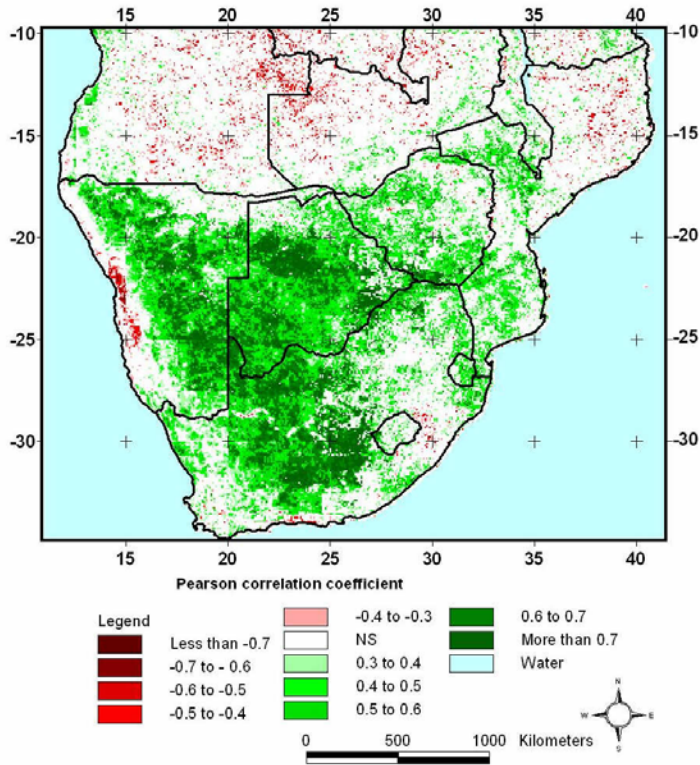 15 20 25 30 35 40
-10 -10
-15 -15
-20 -20
-25 -25
-30 -30
15 20 25 30 35 40
Pearson correlation coefficient
Legend
Less than -0.7
-0.7 to - 0.6
-0.6 to -0.5
-0.5 to -0.4
-0.4 to -0.3
NS
0.3 to 0.4
0.4 to 0.5
0.5 to 0.6
0.6 to 0.7
More than 0.7
Water
N
W E
S
0 500 1000 Kilometers